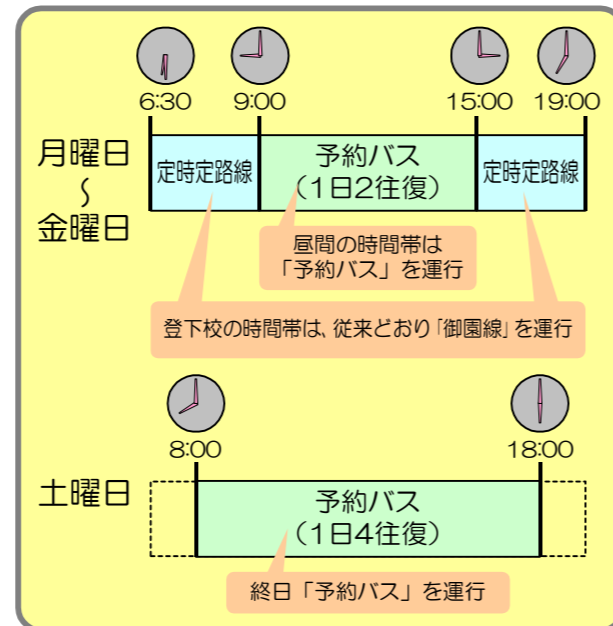 6:30 9:00 15:00 19:00
月曜日
〜
金曜日
定時定路線
予約バス
(1日2往復)
定時定路線
昼間の時間帯は
「予約バス」を運行
登下校の時間帯は、従来どおり「御園線」を運行
8:00 18:00
土曜日
予約バス
(1日4往復)
終日「予約バス」を運行